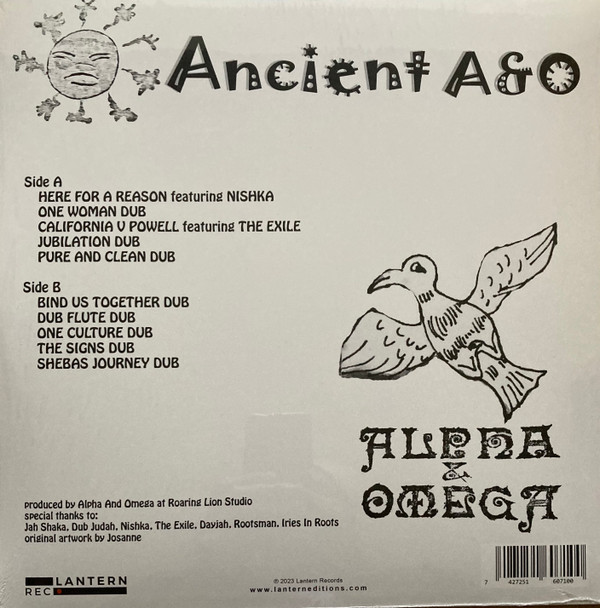 Ancient A&O
Side A
HERE FOR A REASON featuring NISHKA
ONE WOMAN DUB
CALIFORNIA V POWELL featuring THE EXILE
JUBILATION DUB
PURE AND CLEAN DUB
Side B
BIND US TOGETHER DUB
DUB FLUTE DUB
ONE CULTURE DUB
THE SIGNS DUB
SHEBAS JOURNEY DUB
ALPHA
&
OMEGA
produced by Alpha And Omega at Roaring Lion Studio
special thanks to:
Jah Shaka. Dub Judah. Nishka. The Exile. Dayjah. Rootsman. Iries In Roots
original artwork by Josanne
LANTERN
REC
© 2023 Lantern Records
www.lanterneditions.com
7 427251 607100